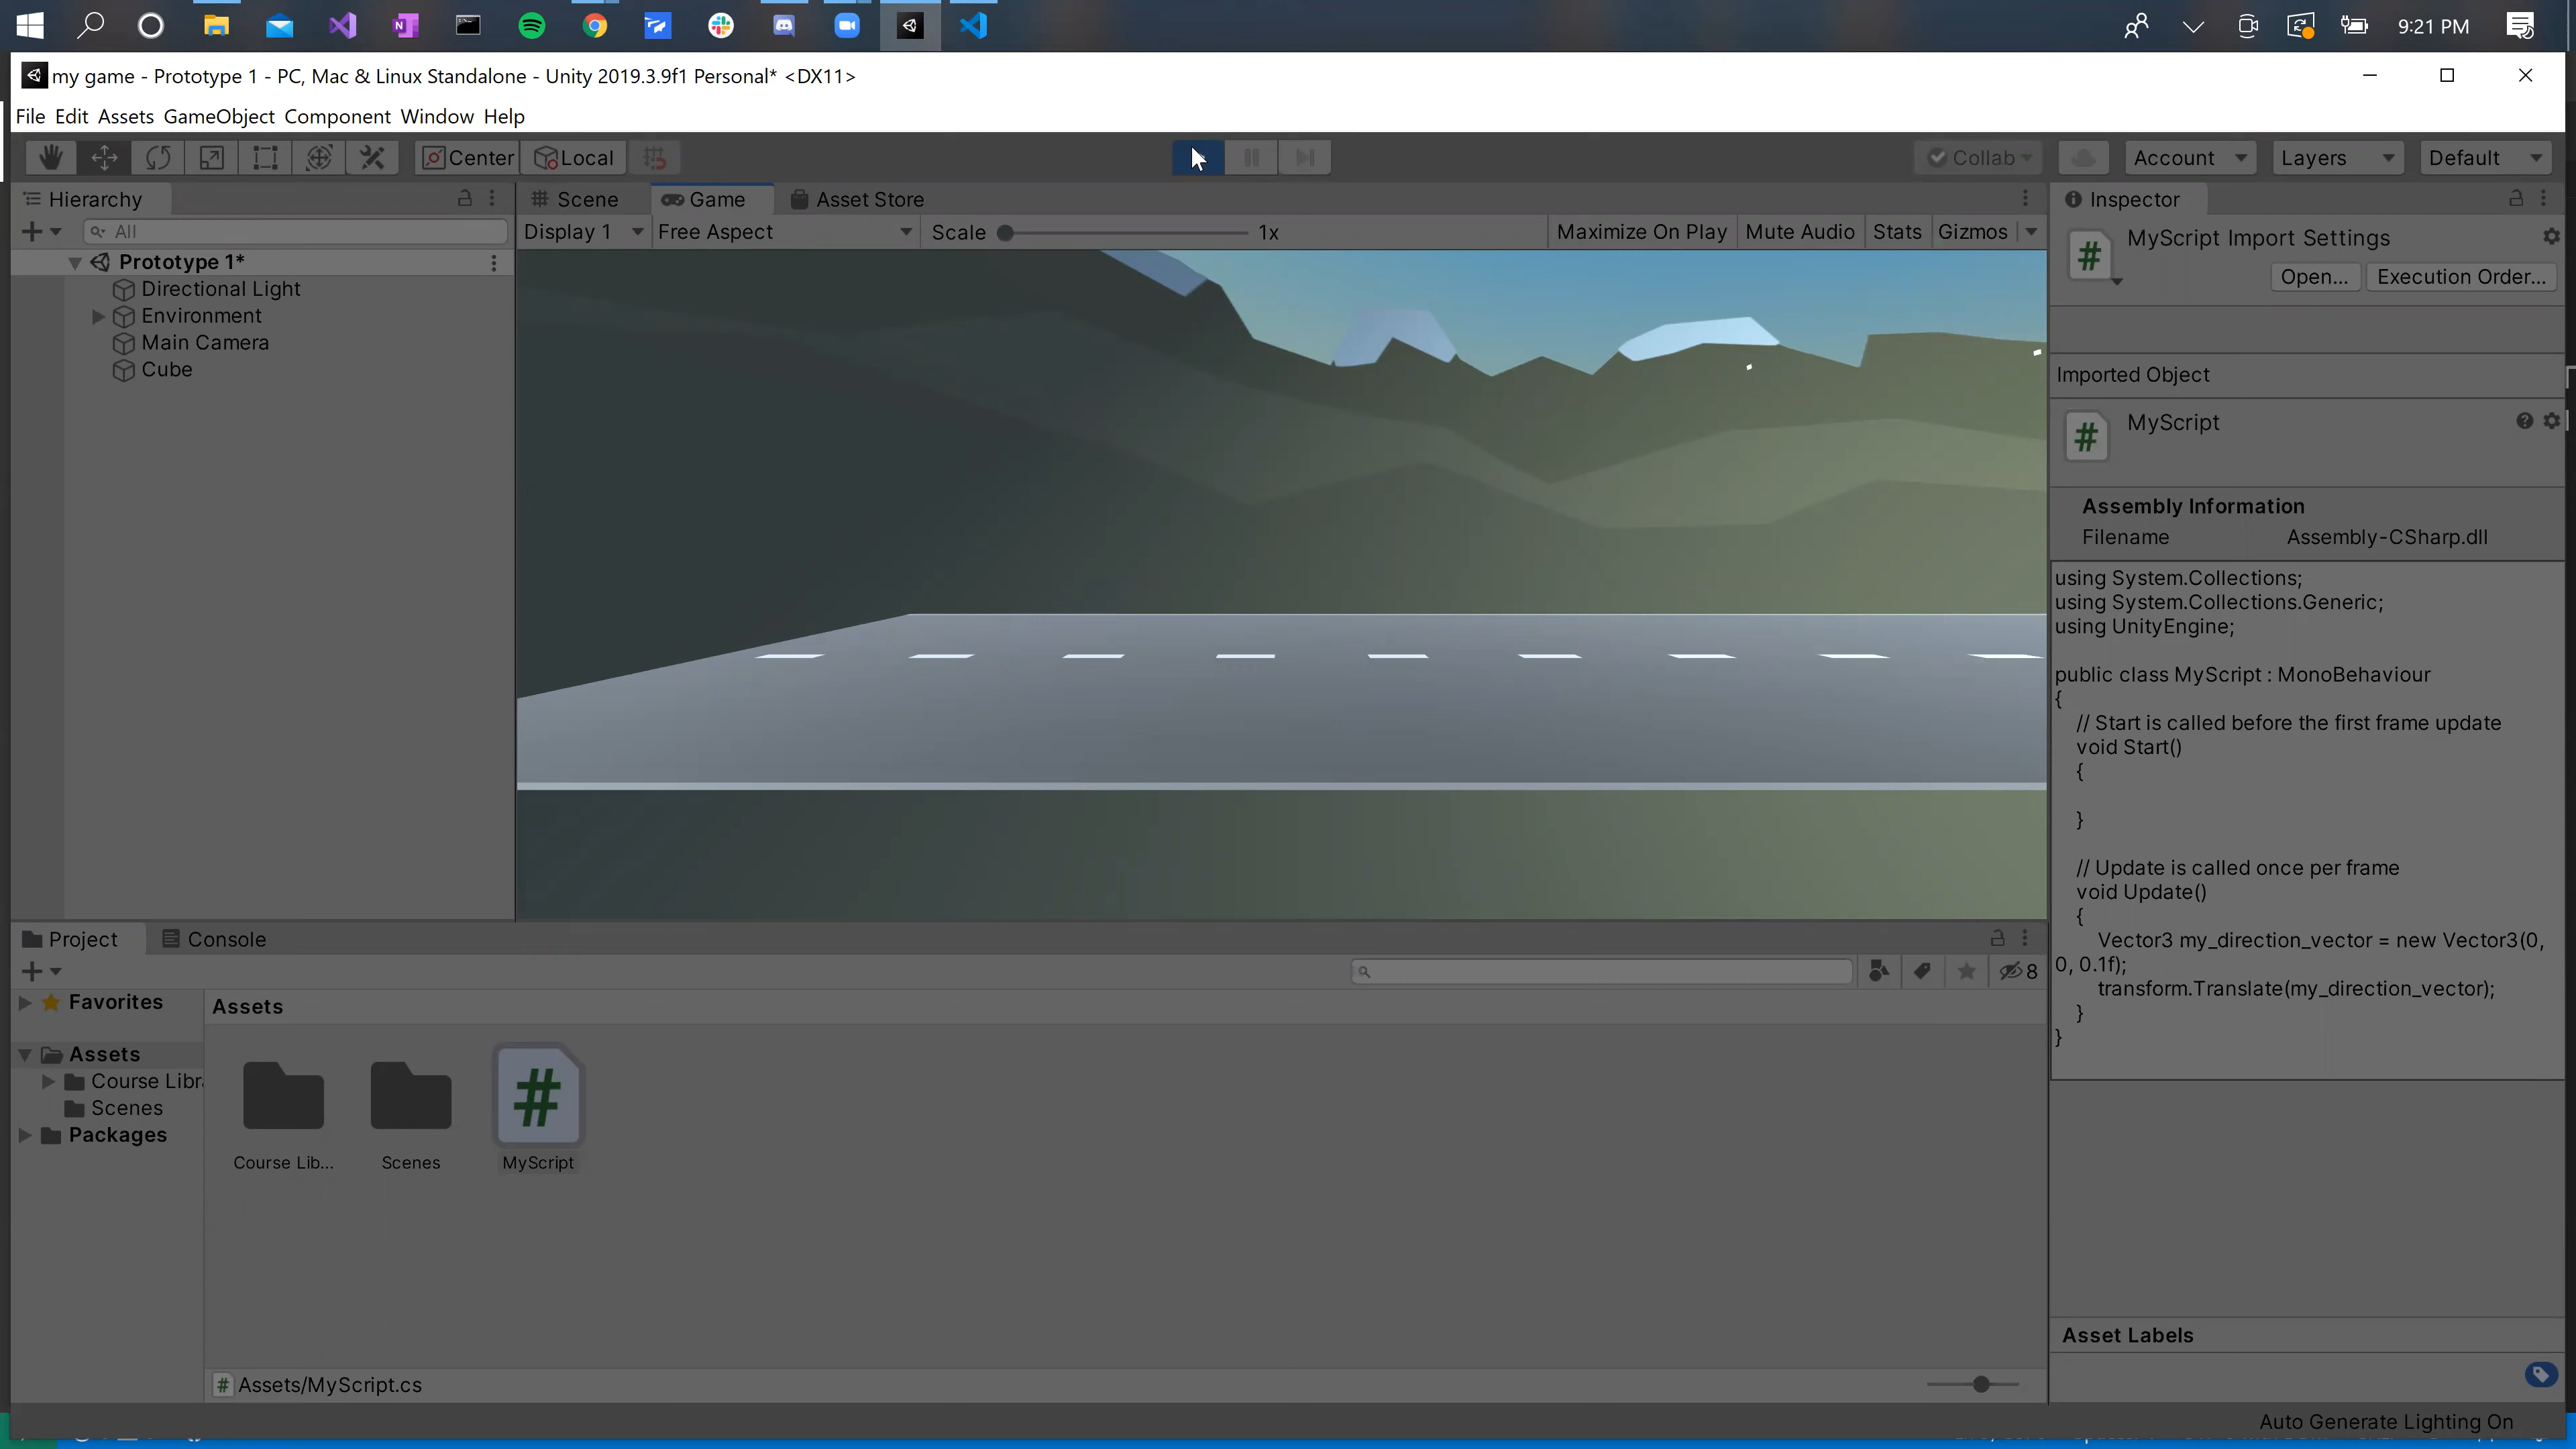 9:21 PM
my game - Prototype 1 - PC, Mac & Linux Standalone - Unity 2019.3.9f1 Personal* <DX11>
File Edit Assets GameObject Component Window Help
Center Local Collab Account Layers Default
Hierarchy
All
Prototype 1*
Directional Light
Environment
Main Camera
Cube
Scene Game Asset Store
Display 1 Free Aspect Scale 1x Maximize On Play Mute Audio Stats Gizmos
Inspector
MyScript Import Settings
Open... Execution Order...
Imported Object
MyScript
Assembly Information
Filename Assembly-CSharp.dll
using System.Collections;
using System.Collections.Generic;
using UnityEngine;
public class MyScript : MonoBehaviour
{
// Start is called before the first frame update
void Start()
{
}
// Update is called once per frame
void Update()
{
Vector3 my_direction_vector = new Vector3(0,
0, 0.1f);
transform.Translate(my_direction_vector);
}
}
Project Console
8
Favorites
Assets
Course Libr
Scenes
Packages
Assets
Course Lib...
Scenes
MyScript
Assets/MyScript.cs
Asset Labels
Auto Generate Lighting On